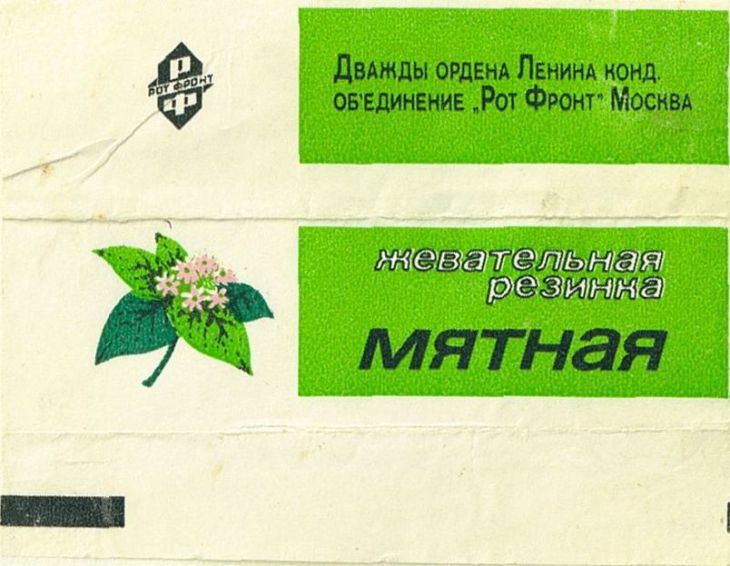 Р
РОТ ФРОНТ
Ф
Дважды ордена Ленина конд.
об'единение „Рот Фронт" Москва
жевательная
резинка
мятная